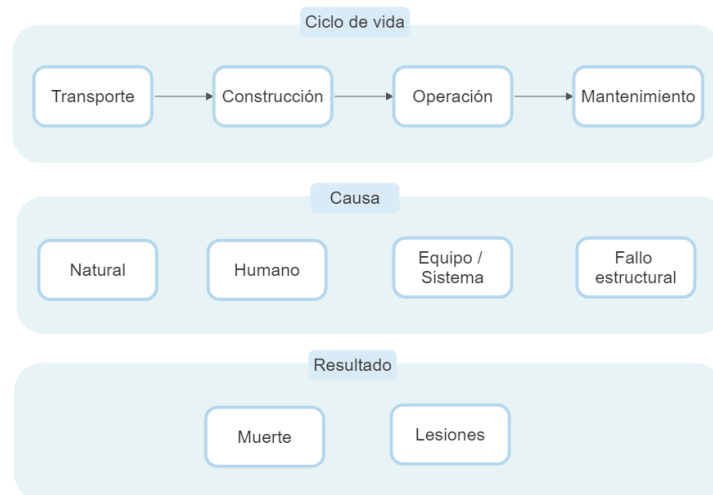 Ciclo de vida
Transporte
Construcción
Operación
Mantenimiento
Causa
Natural
Humano
Equipo /
Sistema
Fallo
estructural
Resultado
Muerte
Lesiones